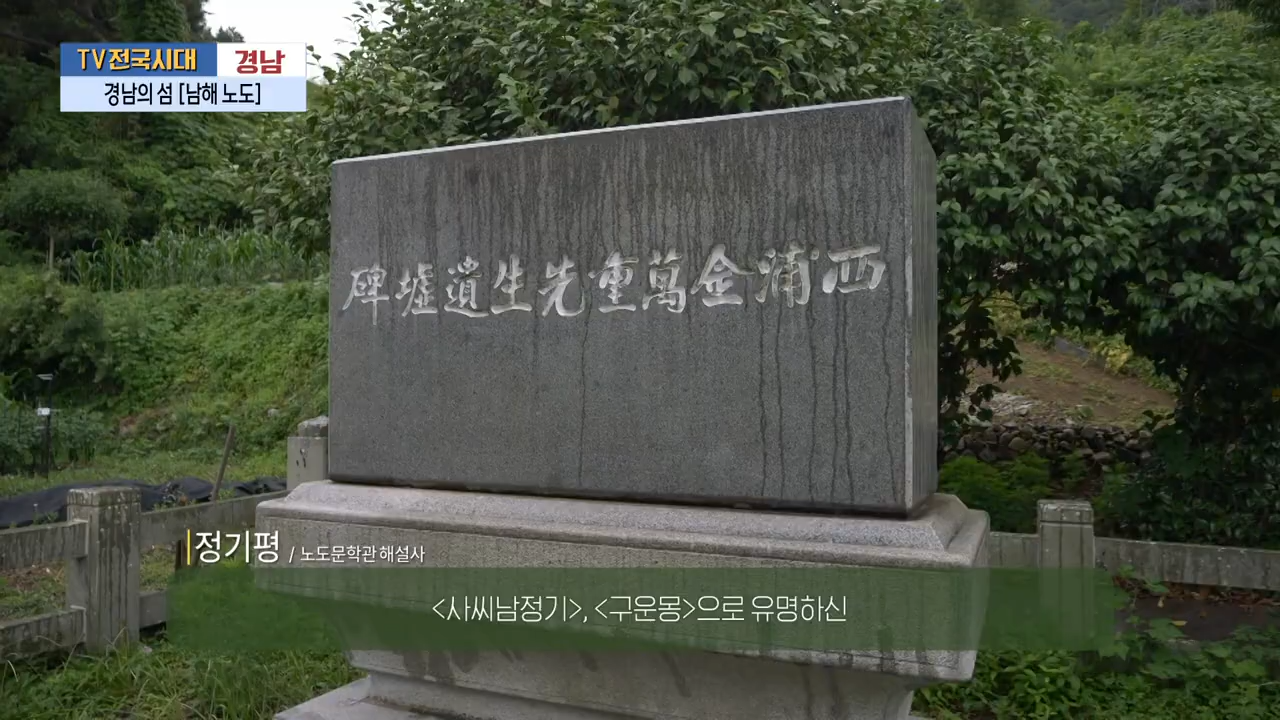 TV전국시대 경남
경남의 섬 [남해 노도]
碑墟遺生先重萬金浦西
정기평 / 노도문학관 해설사
<사씨남정기>, <구운몽>으로 유명하신